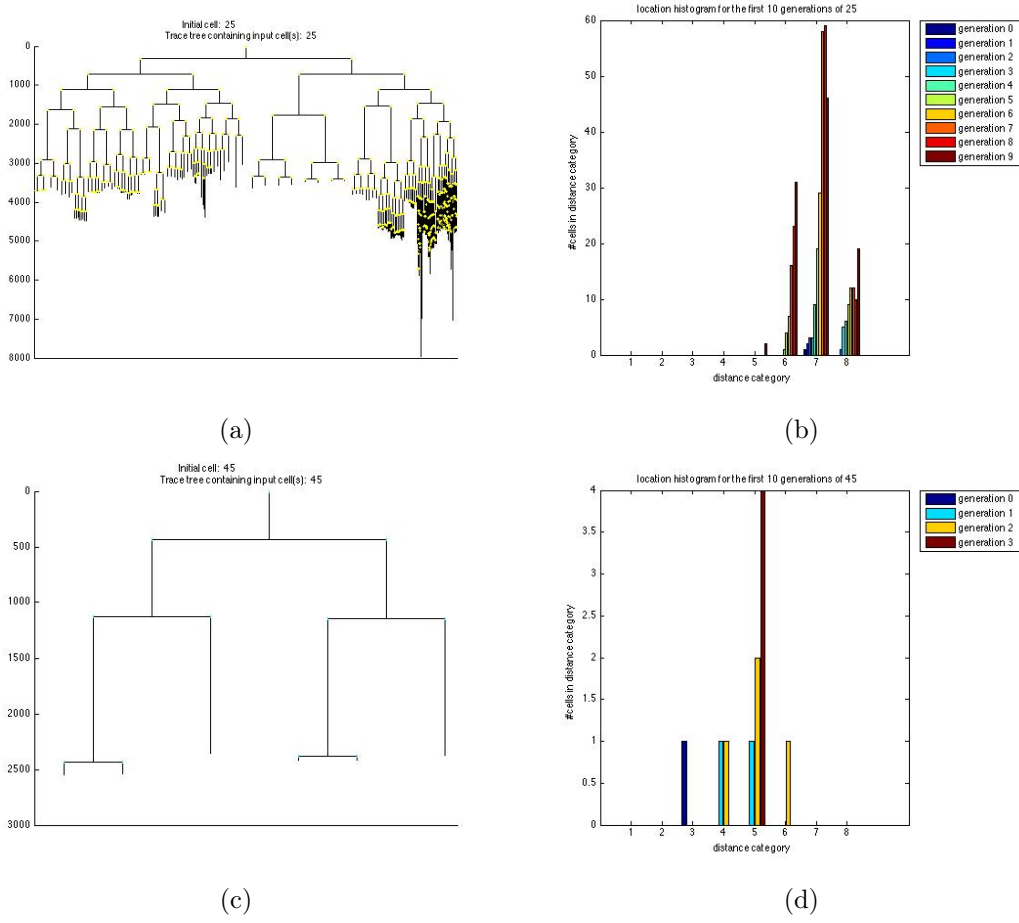 Initial cell: 25
Trace tree containing input cell(s): 25
0
1000
2000
3000
4000
5000
6000
7000
8000
(a)
location histogram for the first 10 generations of 25
60
50
40
30
20
10
0
#cells in distance category
1 2 3 4 5 6 7 8
distance category
generation 0
generation 1
generation 2
generation 3
generation 4
generation 5
generation 6
generation 7
generation 8
generation 9
(b)
Initial cell: 45
Trace tree containing input cell(s): 45
0
500
1000
1500
2000
2500
3000
(c)
location histogram for the first 10 generations of 45
4
3.5
3
2.5
2
1.5
1
0.5
0
#cells in distance category
1 2 3 4 5 6 7 8
distance category
generation 0
generation 1
generation 2
generation 3
(d)